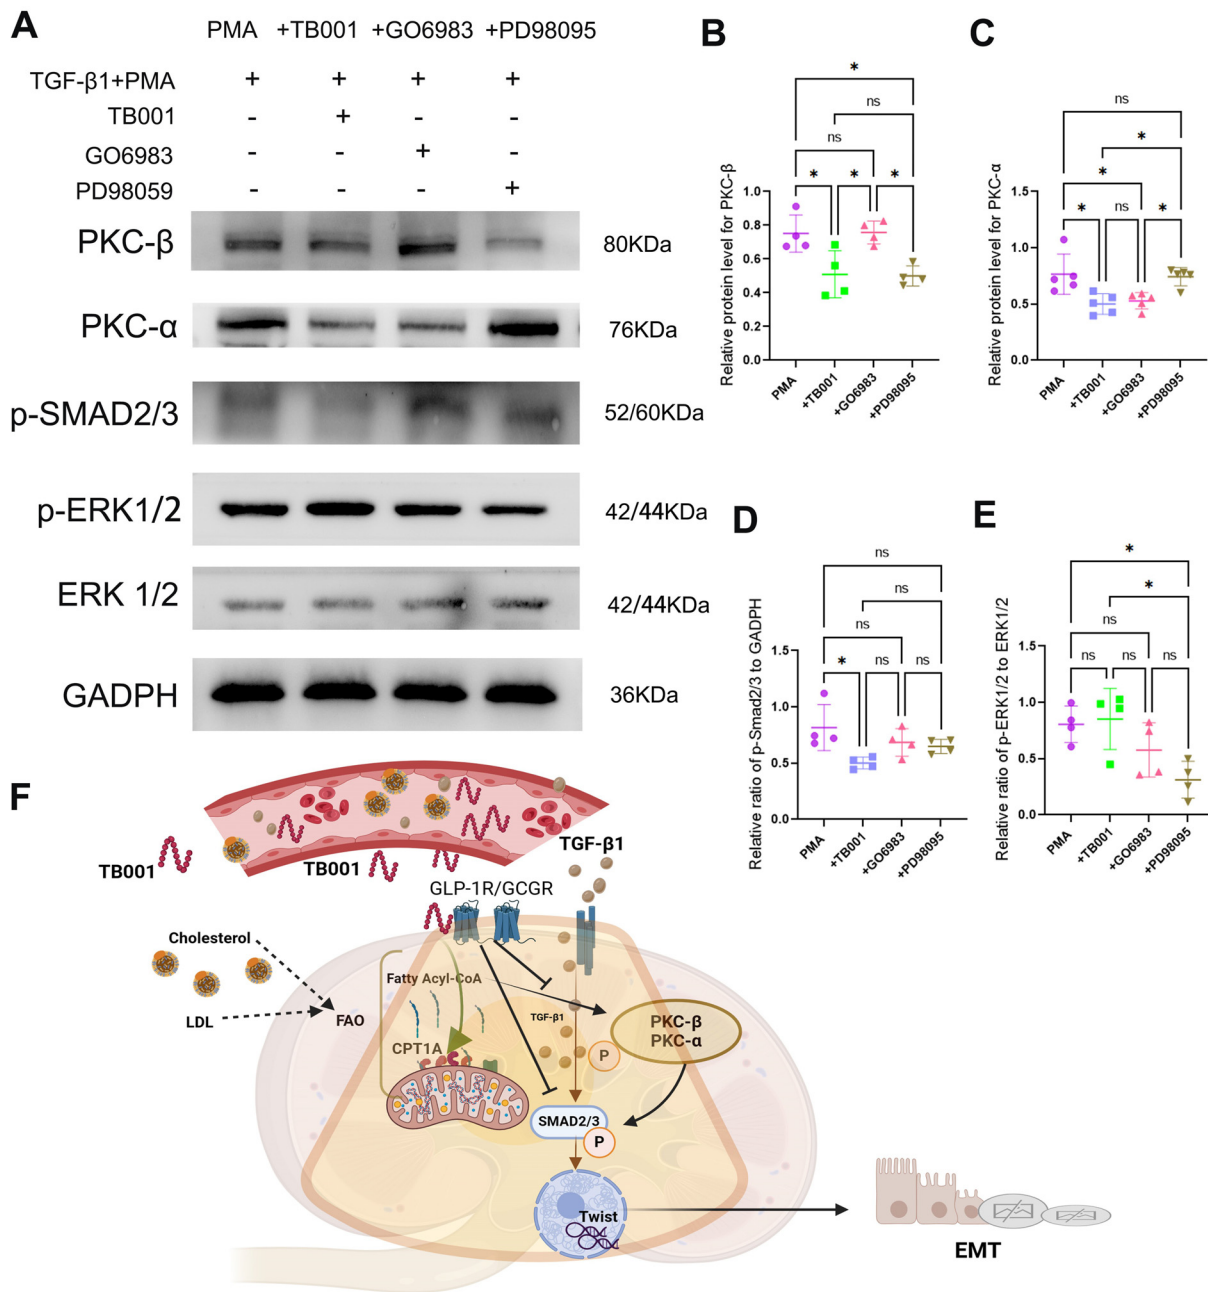 A
PMA +TB001 +GO6983 +PD98095
TGF-β1+PMA + + + +
TB001 - + - -
GO6983 - - + -
PD98059 - - - +
PKC-β 80KDa
PKC-α 76KDa
p-SMAD2/3 52/60KDa
p-ERK1/2 42/44KDa
ERK 1/2 42/44KDa
GADPH 36KDa
B
Relative protein level for PKC-β
*
ns
ns
* * *
1.0
0.8
0.6
0.4
0.2
0.0
PMA
+TB001
+GO6983
+PD98095
C
Relative protein level for PKC-α
ns
*
*
* ns *
1.5
1.0
0.5
0.0
PMA
+TB001
+GO6983
+PD98095
D
Relative ratio of p-Smad2/3 to GADPH
ns
ns
ns
* ns ns
1.5
1.0
0.5
0.0
PMA
+TB001
+GO6983
+PD98095
E
Relative ratio of p-ERK1/2 to ERK1/2
*
*
ns
ns ns ns
1.5
1.0
0.5
0.0
PMA
+TB001
+GO6983
+PD98095
F
TB001
TB001
TGF-β1
GLP-1R/GCGR
Cholesterol
LDL
FAO
Fatty Acyl-CoA
CPT1A
TGF-β1
P
PKC-β
PKC-α
SMAD2/3
P
Twist
EMT